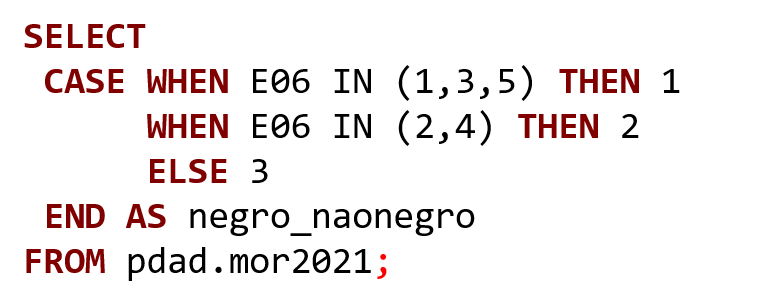 SELECT
CASE WHEN E06 IN (1,3,5) THEN 1
WHEN E06 IN (2,4) THEN 2
ELSE 3
END AS negro_naonegro
FROM pdad.mor2021;